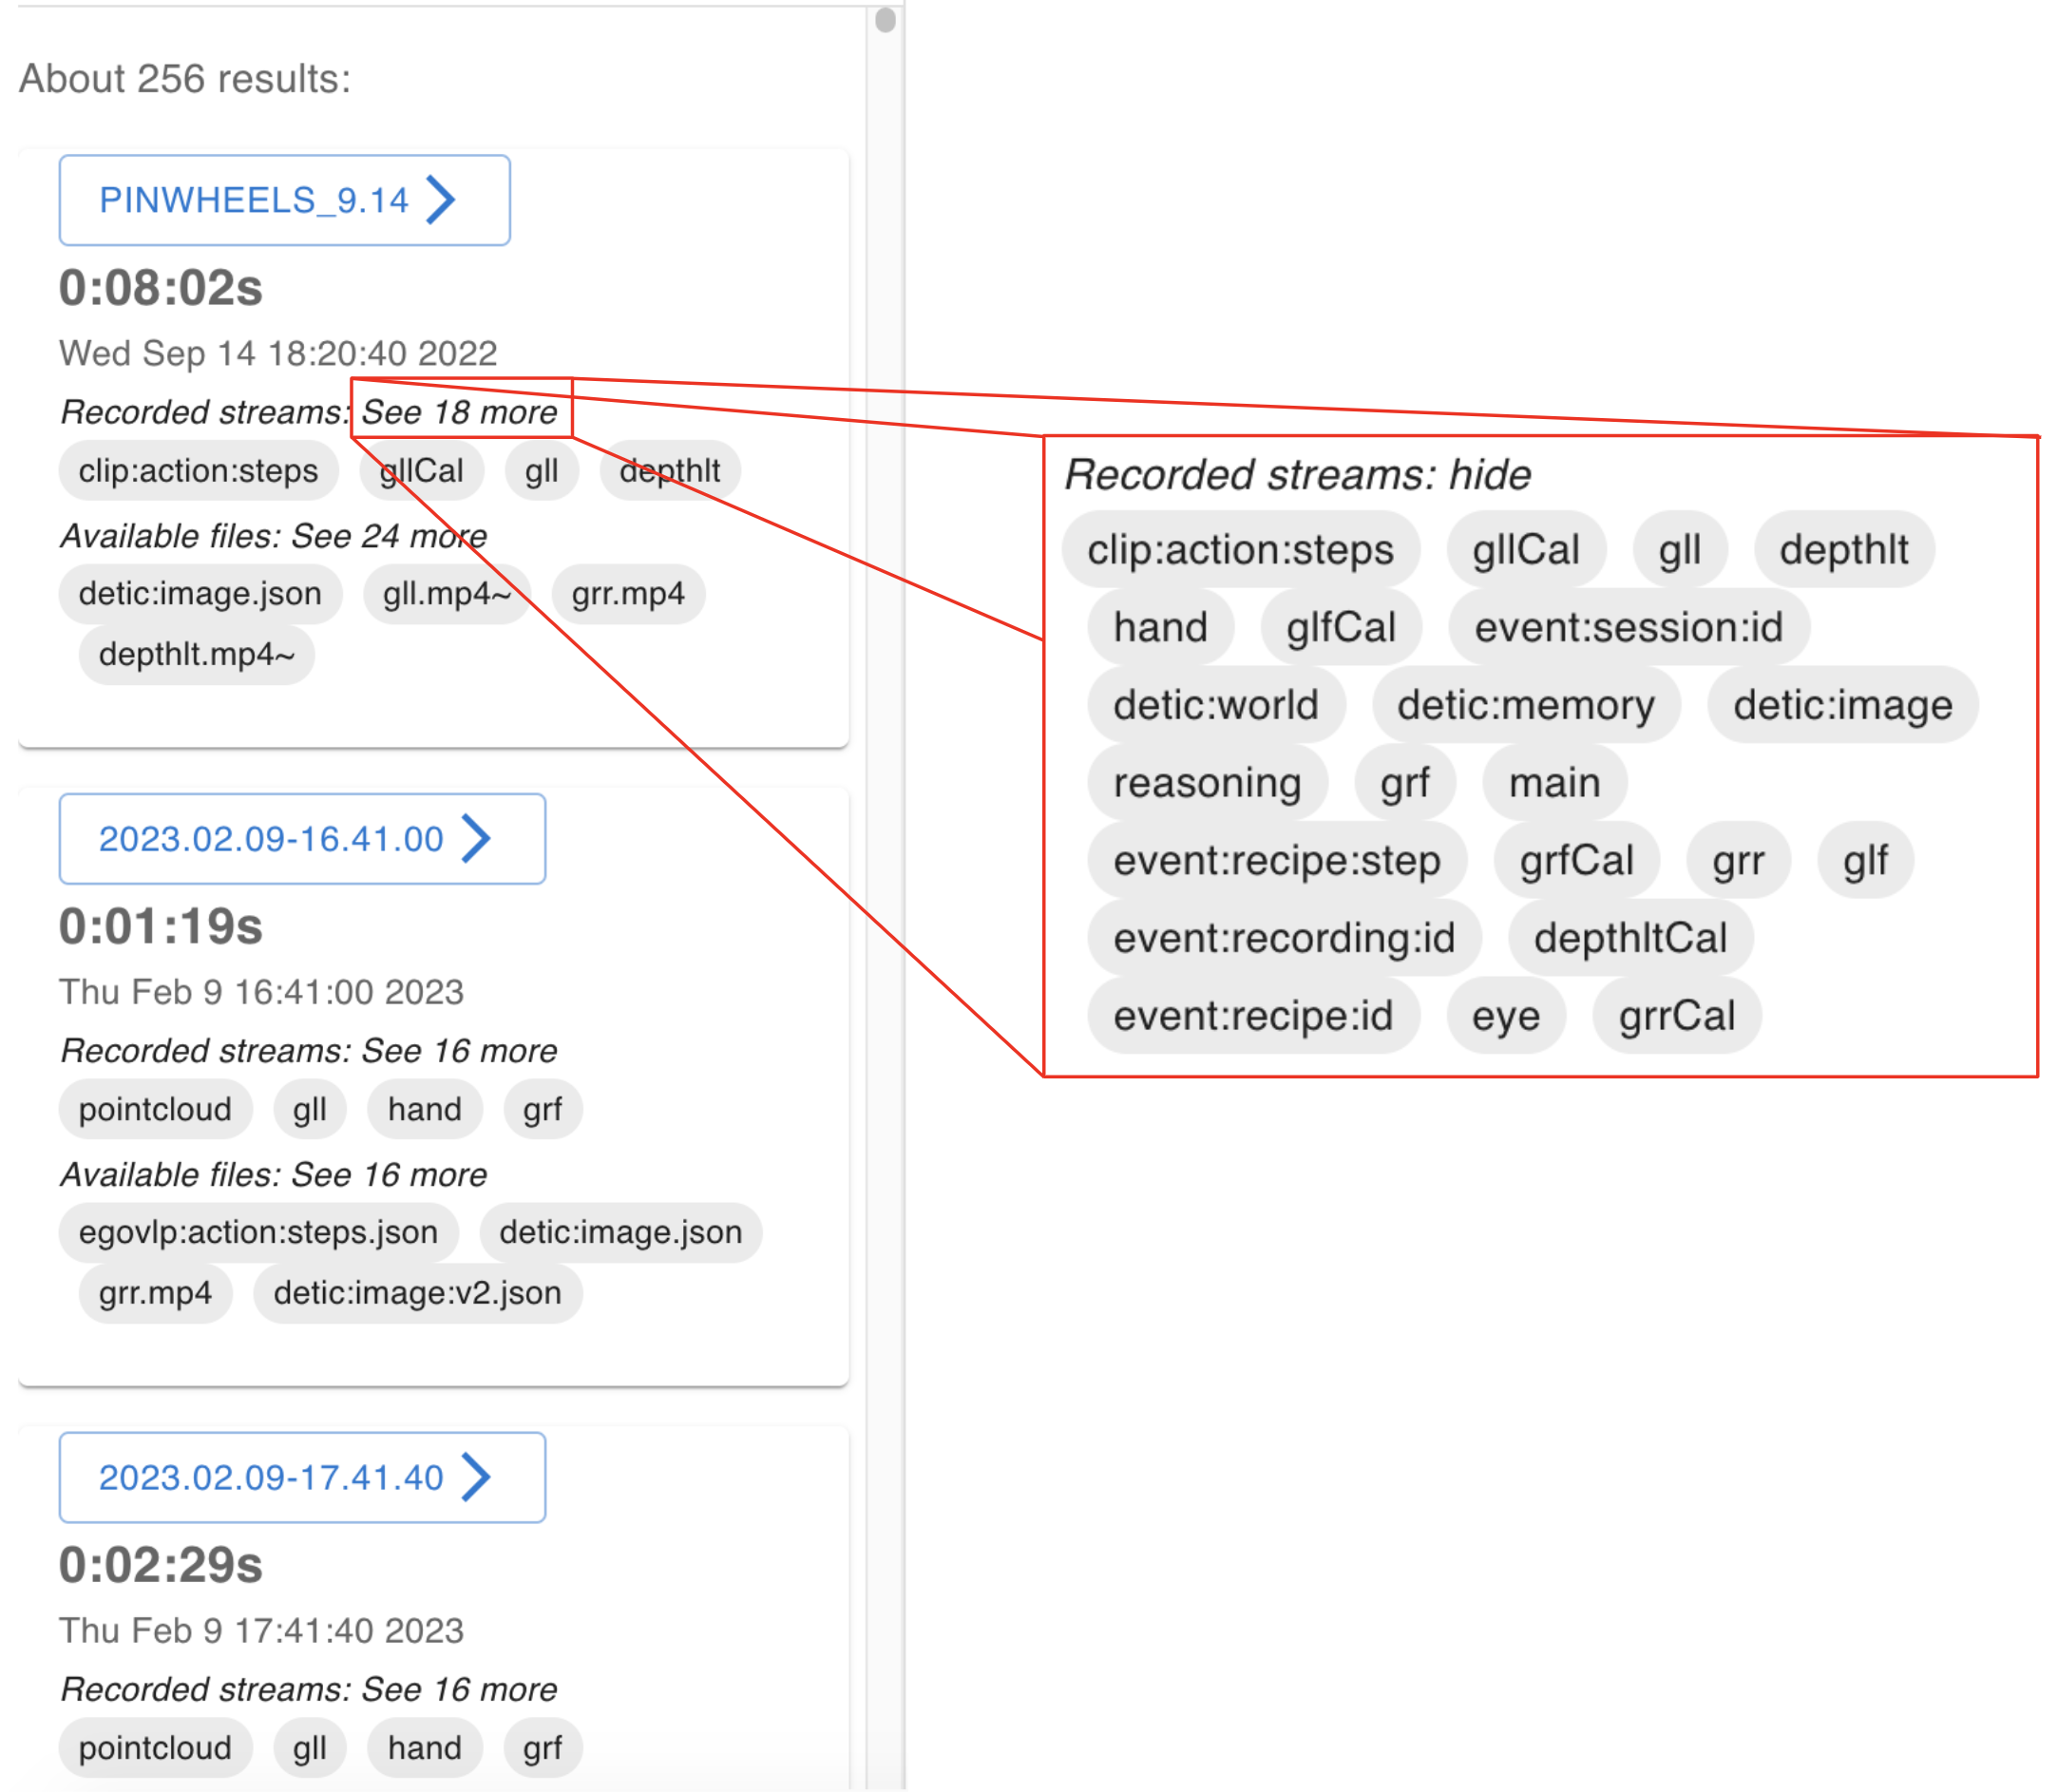 About 256 results:
PINWHEELS_9.14
0:08:02s
Wed Sep 14 18:20:40 2022
Recorded streams: See 18 more
clip:action:steps gllCal gll depthlt
Available files: See 24 more
detic:image.json gll.mp4~ grr.mp4
depthlt.mp4~
2023.02.09-16.41.00
0:01:19s
Thu Feb 9 16:41:00 2023
Recorded streams: See 16 more
pointcloud gll hand grf
Available files: See 16 more
egovlp:action:steps.json detic:image.json
grr.mp4 detic:image:v2.json
2023.02.09-17.41.40
0:02:29s
Thu Feb 9 17:41:40 2023
Recorded streams: See 16 more
pointcloud gll hand grf
Recorded streams: hide
clip:action:steps gllCal gll depthlt
hand glfCal event:session:id
detic:world detic:memory detic:image
reasoning grf main
event:recipe:step grfCal grr glf
event:recording:id depthltCal
event:recipe:id eye grrCal